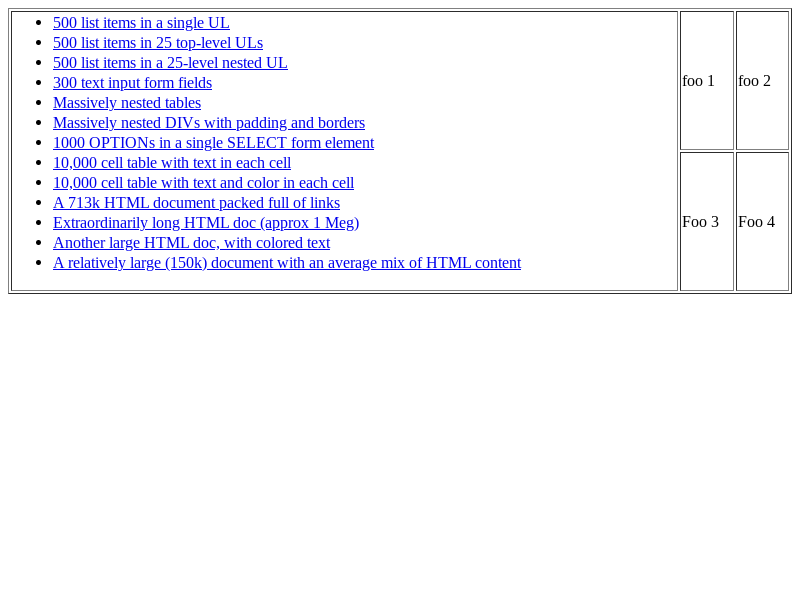 500 list items in a single UL
500 list items in 25 top-level ULs
500 list items in a 25-level nested UL
300 text input form fields
Massively nested tables
Massively nested DIVs with padding and borders
1000 OPTIONs in a single SELECT form element
10,000 cell table with text in each cell
10,000 cell table with text and color in each cell
A 713k HTML document packed full of links
Extraordinarily long HTML doc (approx 1 Meg)
Another large HTML doc, with colored text
A relatively large (150k) document with an average mix of HTML content
foo 1
foo 2
Foo 3
Foo 4